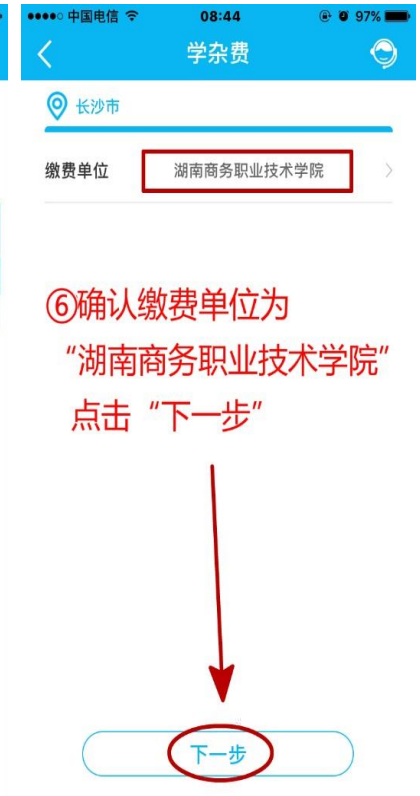 中国电信 08:44 97%
学杂费
长沙市
缴费单位 湖南商务职业技术学院
⑥确认缴费单位为
“湖南商务职业技术学院”
点击“下一步”
下一步